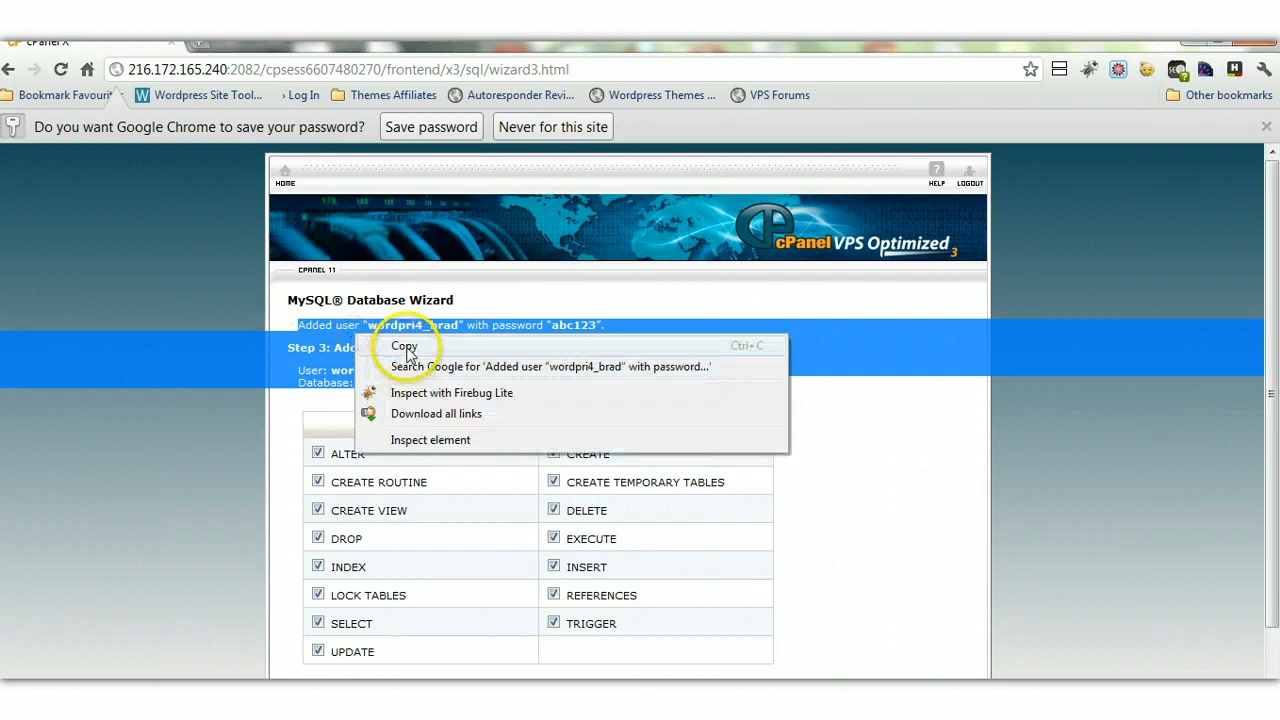 cPanel X
216.172.165.240:2082/cpsess6607480270/frontend/x3/sql/wizard3.html
Bookmark Favouri
Wordpress Site Tool...
› Log In
Themes Affiliates
Autoresponder Revi...
Wordpress Themes ...
VPS Forums
Other bookmarks
Do you want Google Chrome to save your password?
Save password
Never for this site
HOME
HELP
LOGOUT
cPanel VPS Optimized 3
CPANEL 11
MySQL® Database Wizard
Added user “wordpri4_brad” with password “abc123”.
Step 3: Add
User: wor
Database:
Copy
Ctrl+C
Search Google for 'Added user “wordpri4_brad” with password...'
Inspect with Firebug Lite
Download all links
Inspect element
ALTER
CREATE
CREATE ROUTINE
CREATE TEMPORARY TABLES
CREATE VIEW
DELETE
DROP
EXECUTE
INDEX
INSERT
LOCK TABLES
REFERENCES
SELECT
TRIGGER
UPDATE